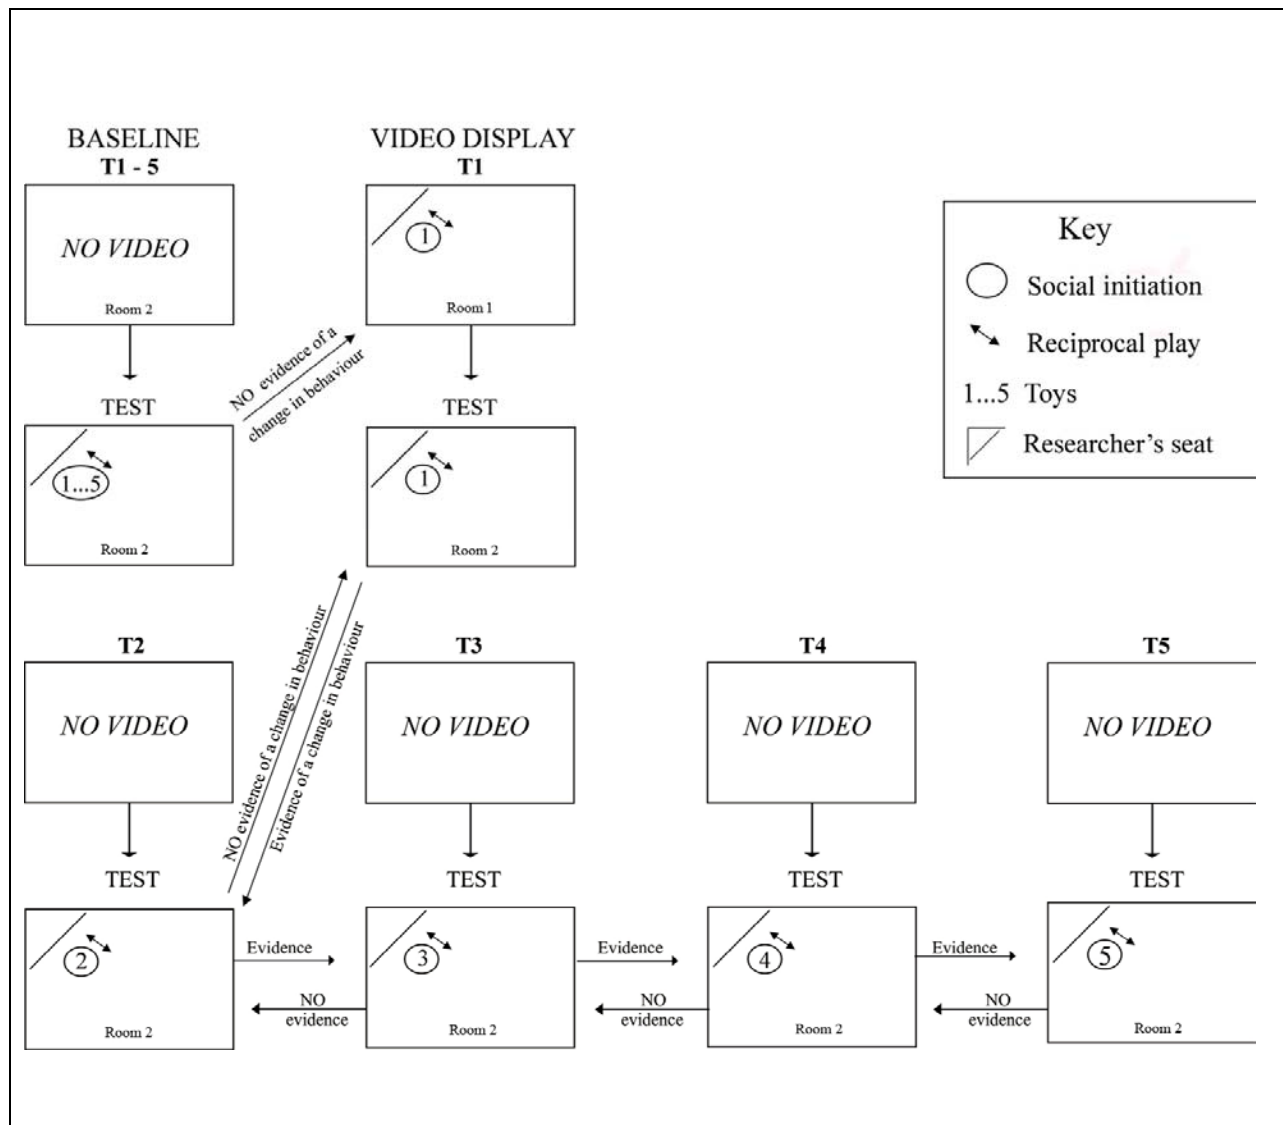 BASELINE
T1 - 5
NO VIDEO
Room 2
TEST
1...5
Room 2
VIDEO DISPLAY
T1
1
Room 1
1
Room 2
NO evidence of a
change in behaviour
Key
Social initiation
Reciprocal play
1...5 Toys
Researcher’s seat
NO evidence of a change in behaviour
Evidence of a change in behaviour
T2
NO VIDEO
TEST
2
Room 2
T3
NO VIDEO
TEST
3
Room 2
T4
NO VIDEO
TEST
4
Room 2
T5
NO VIDEO
TEST
5
Room 2
Evidence
NO
evidence
Evidence
NO
evidence
Evidence
NO
evidence